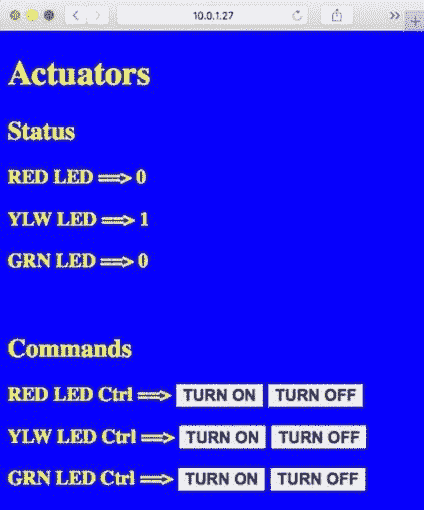 10.0.1.27
Actuators
Status
RED LED ==> 0
YLW LED ==> 1
GRN LED ==> 0
Commands
RED LED Ctrl ==> TURN ON TURN OFF
YLW LED Ctrl ==> TURN ON TURN OFF
GRN LED Ctrl ==> TURN ON TURN OFF